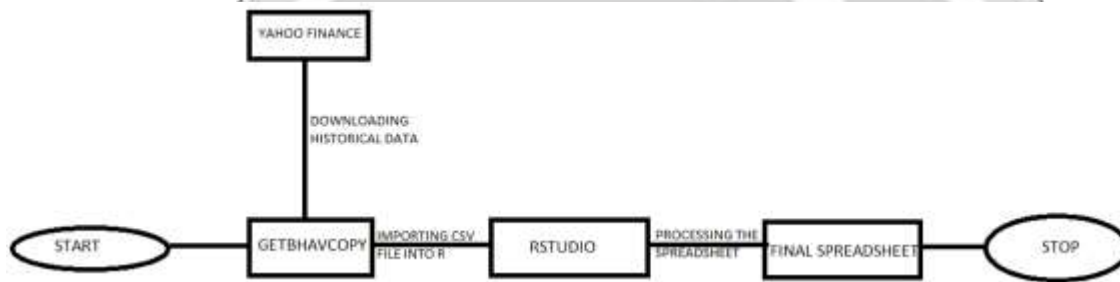 YAHOO FINANCE
DOWNLOADING
HISTORICAL DATA
START
GETBHAVCOPY
IMPORTING CSV
FILE INTO R
RSTUDIO
PROCESSING THE
SPREADSHEET
FINAL SPREADSHEET
STOP